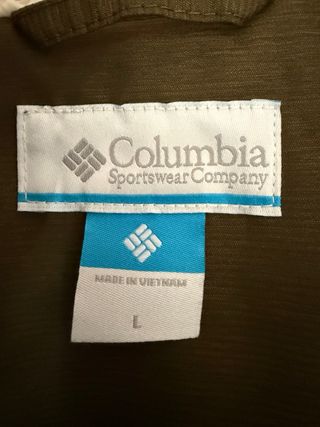 Columbia
Sportswear Company
MADE IN VIETNAM
L